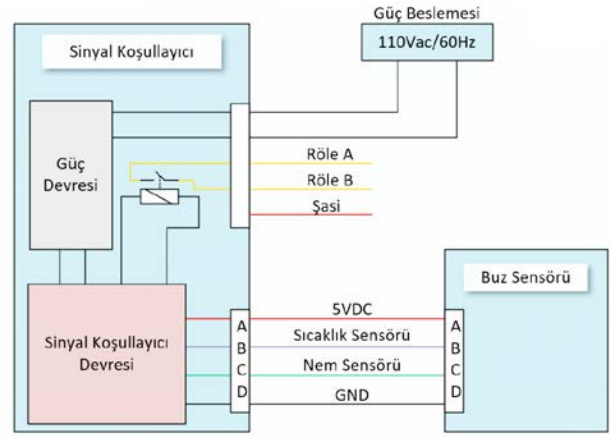 Güç Beslemesi
110Vac/60Hz
Sinyal Koşullayıcı
Güç
Devresi
Röle A
Röle B
Şasi
Buz Sensörü
Sinyal Koşullayıcı
Devresi
A
B
C
D
5VDC
Sıcaklık Sensörü
Nem Sensörü
GND
A
B
C
D